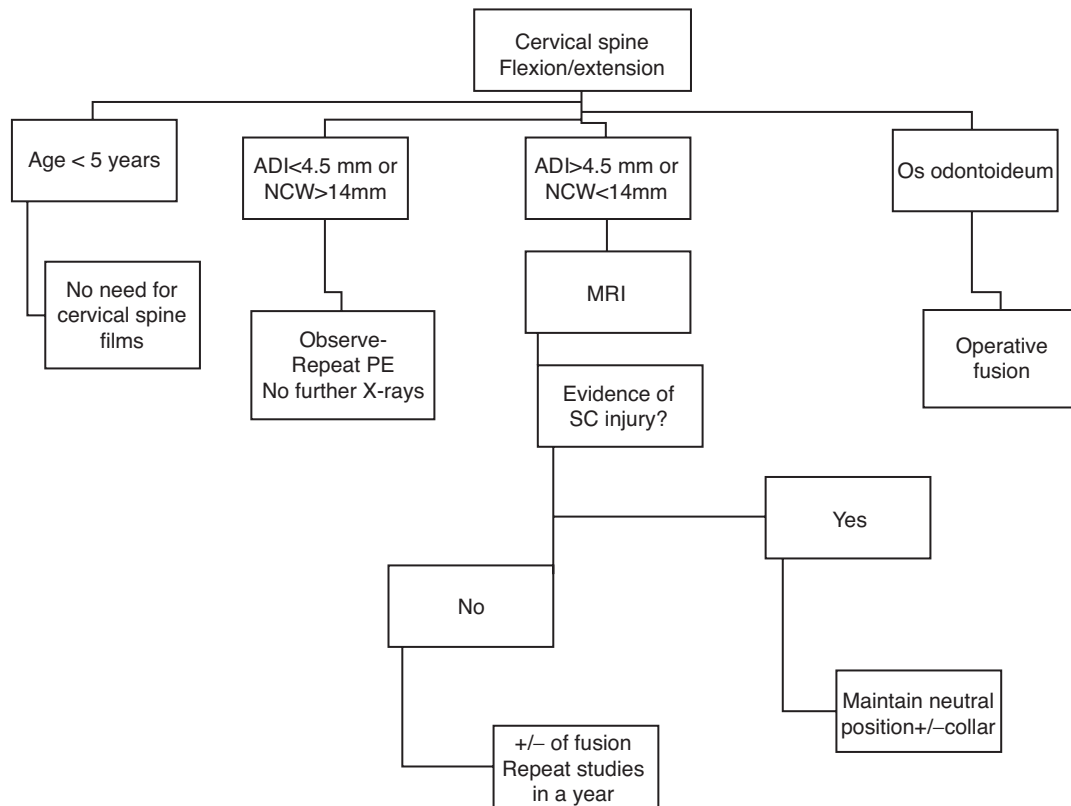 Cervical spine
Flexion/extension
Age < 5 years
ADI<4.5 mm or
NCW>14mm
ADI>4.5 mm or
NCW<14mm
Os odontoideum
No need for
cervical spine
films
Observe-
Repeat PE
No further X-rays
MRI
Operative
fusion
Evidence of
SC injury?
Yes
No
Maintain neutral
position+/–collar
+/– of fusion
Repeat studies
in a year